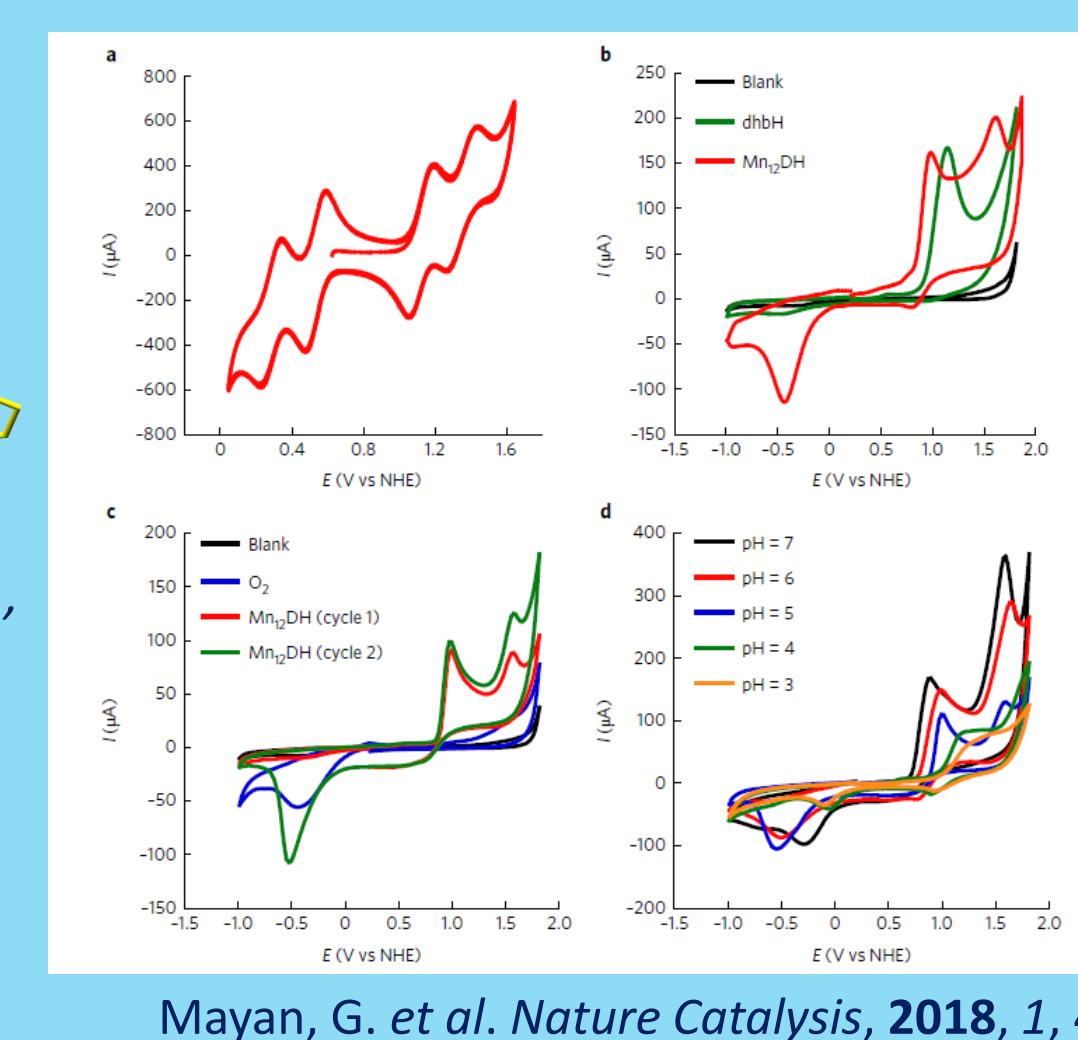 a
800
600
400
200
0
-200
-400
-600
-800
I (µA)
0 0.4 0.8 1.2 1.6
E (V vs NHE)
b
250
200
150
100
50
0
-50
-100
-150
I (µA)
Blank
dhbH
Mn₁₂DH
-1.5 -1.0 -0.5 0 0.5 1.0 1.5 2.0
E (V vs NHE)
c
200
150
100
50
0
-50
-100
-150
I (µA)
Blank
O₂
Mn₁₂DH (cycle 1)
Mn₁₂DH (cycle 2)
-1.5 -1.0 -0.5 0 0.5 1.0 1.5 2.0
E (V vs NHE)
d
400
300
200
100
0
-100
-200
I (µA)
pH = 7
pH = 6
pH = 5
pH = 4
pH = 3
-1.5 -1.0 -0.5 0 0.5 1.0 1.5 2.0
E (V vs NHE)
,
Mayan, G. et al. Nature Catalysis, 2018, 1,